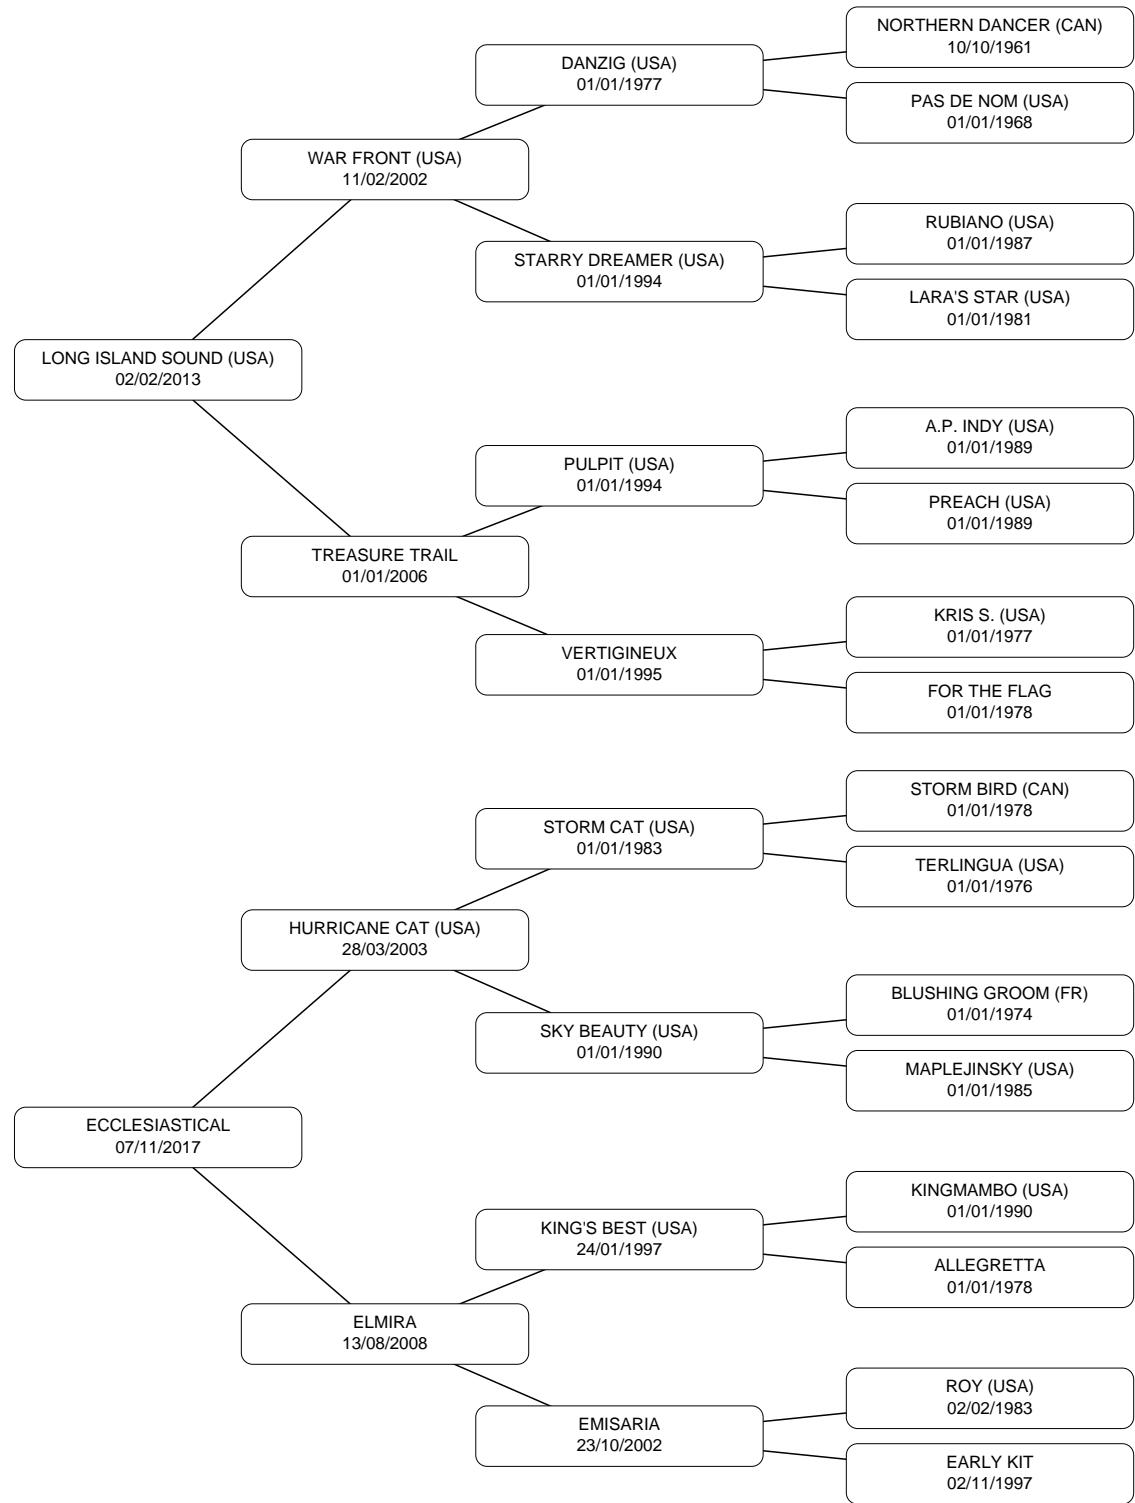 NORTHERN DANCER (CAN)
10/10/1961
DANZIG (USA)
01/01/1977
PAS DE NOM (USA)
01/01/1968
WAR FRONT (USA)
11/02/2002
RUBIANO (USA)
01/01/1987
STARRY DREAMER (USA)
01/01/1994
LARA'S STAR (USA)
01/01/1981
LONG ISLAND SOUND (USA)
02/02/2013
A.P. INDY (USA)
01/01/1989
PULPIT (USA)
01/01/1994
PREACH (USA)
01/01/1989
TREASURE TRAIL
01/01/2006
KRIS S. (USA)
01/01/1977
VERTIGINEUX
01/01/1995
FOR THE FLAG
01/01/1978
STORM BIRD (CAN)
01/01/1978
STORM CAT (USA)
01/01/1983
TERLINGUA (USA)
01/01/1976
HURRICANE CAT (USA)
28/03/2003
BLUSHING GROOM (FR)
01/01/1974
SKY BEAUTY (USA)
01/01/1990
MAPLEJINSKY (USA)
01/01/1985
ECCLESIASTICAL
07/11/2017
KINGMAMBO (USA)
01/01/1990
KING'S BEST (USA)
24/01/1997
ALLEGRETTA
01/01/1978
ELMIRA
13/08/2008
ROY (USA)
02/02/1983
EMISARIA
23/10/2002
EARLY KIT
02/11/1997